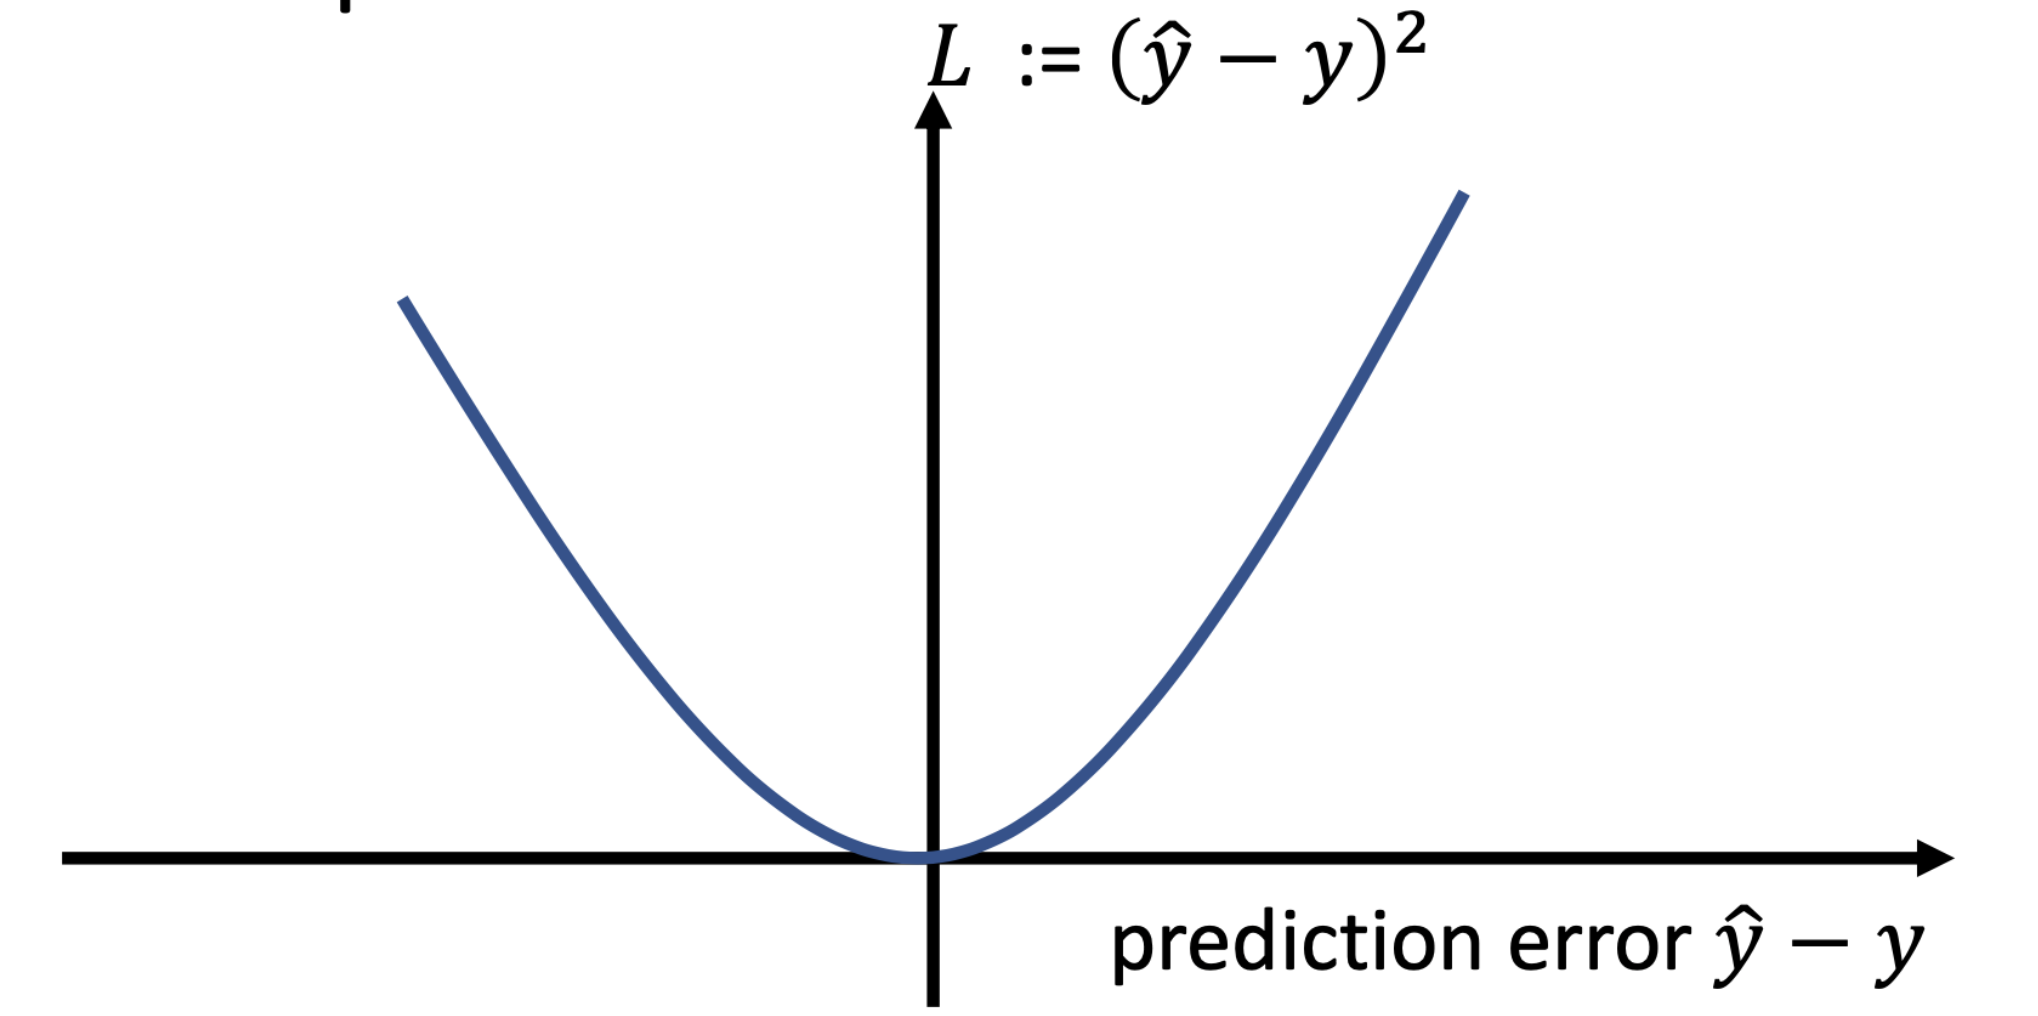 L := (ŷ − y)²
prediction error ŷ − y